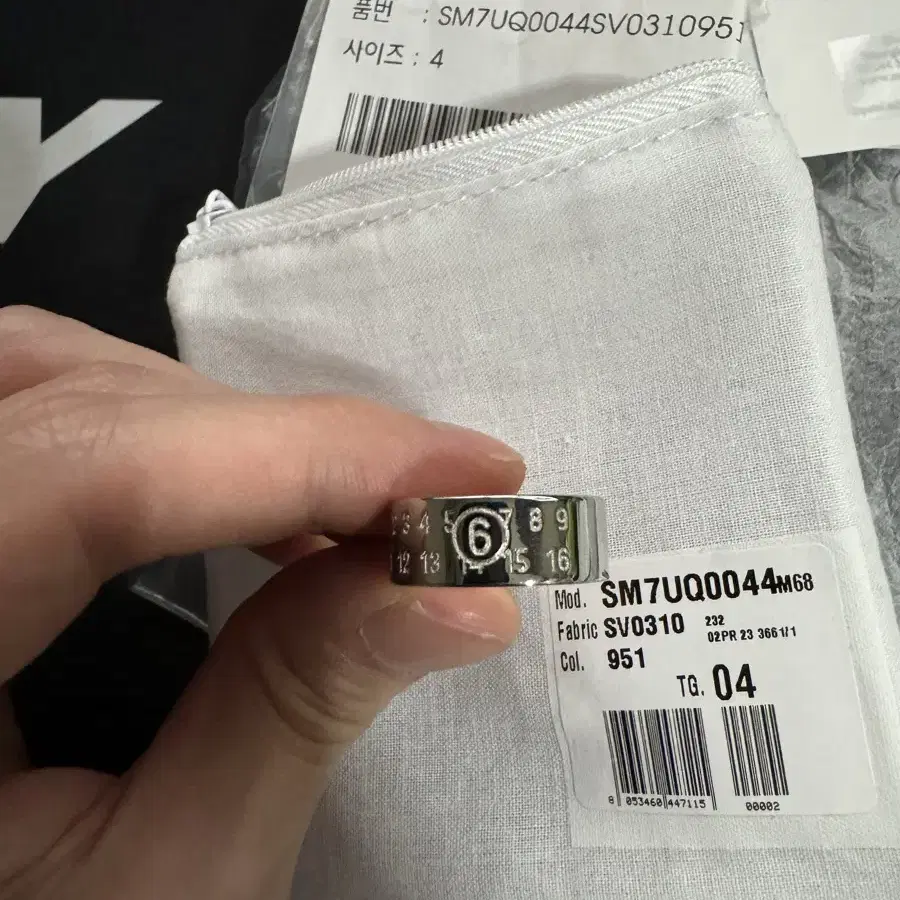 품번 : SM7UQ0044SV0310951
사이즈 : 4
3 4 5 6 7 8 9
12 13 14 15 16
Mod. SM7UQ0044M68
Fabric SV0310 232
02PR 23 3661/1
Col. 951
TG. 04
8 053460 447115 00002